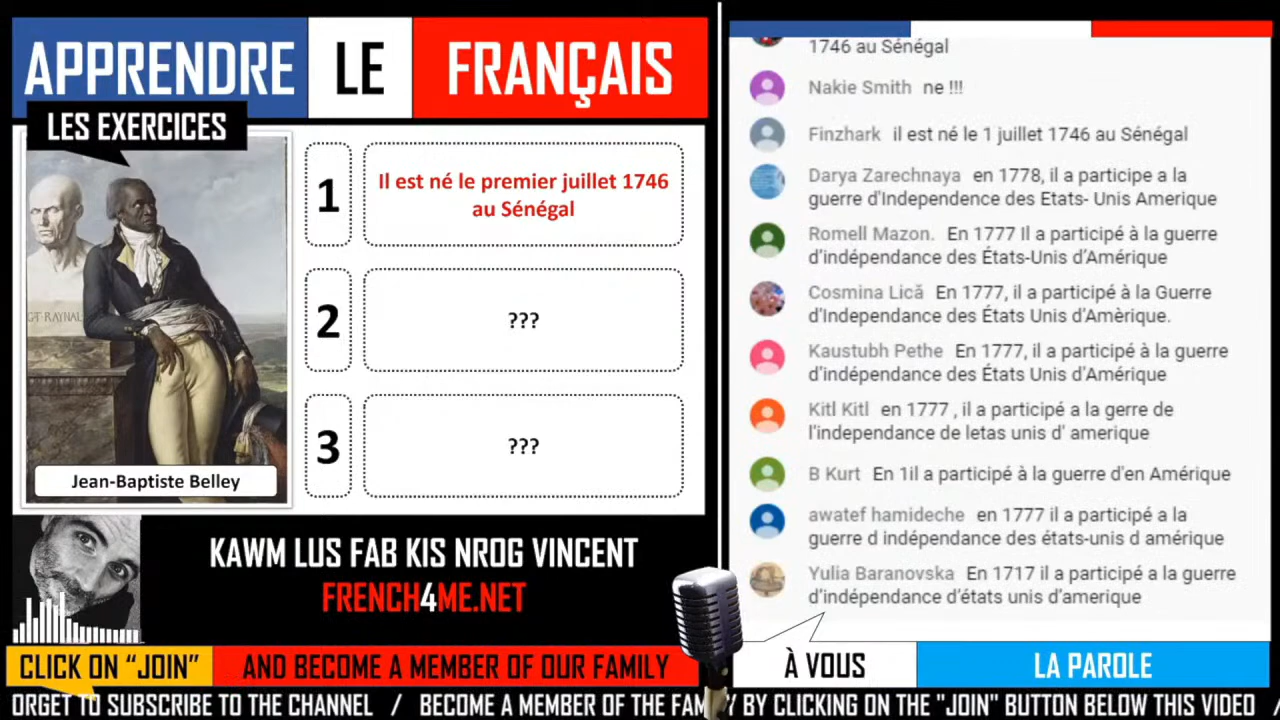 APPRENDRE LE FRANÇAIS
LES EXERCICES
GT RAYNAL
1
Il est né le premier juillet 1746
au Sénégal
2
???
3
???
Jean-Baptiste Belley
KAWM LUS FAB KIS NROG VINCENT
FRENCH4ME.NET
CLICK ON “JOIN”
AND BECOME A MEMBER OF OUR FAMILY
1746 au Sénégal
Nakie Smith ne !!!
Finzhark il est né le 1 juillet 1746 au Sénégal
Darya Zarechnaya en 1778, il a participe a la
guerre d'Independence des Etats- Unis Amerique
Romell Mazon. En 1777 Il a participé à la guerre
d’indépendance des États-Unis d’Amérique
Cosmina Lică En 1777, il a participé à la Guerre
d'Independance des États Unis d'Amèrique.
Kaustubh Pethe En 1777, il a participé à la guerre
d'indépendance des États Unis d'Amérique
Kitl Kitl en 1777 , il a participé a la gerre de
l'independance de letas unis d' amerique
B Kurt En 1il a participé à la guerre d'en Amérique
awatef hamideche en 1777 il a participé a la
guerre d indépendance des états-unis d amérique
Yulia Baranovska En 1717 il a participé a la guerre
d’indépendance d’états unis d’amerique
À VOUS
LA PAROLE
ORGET TO SUBSCRIBE TO THE CHANNEL / BECOME A MEMBER OF THE FAM Y BY CLICKING ON THE "JOIN" BUTTON BELOW THIS VIDEO /